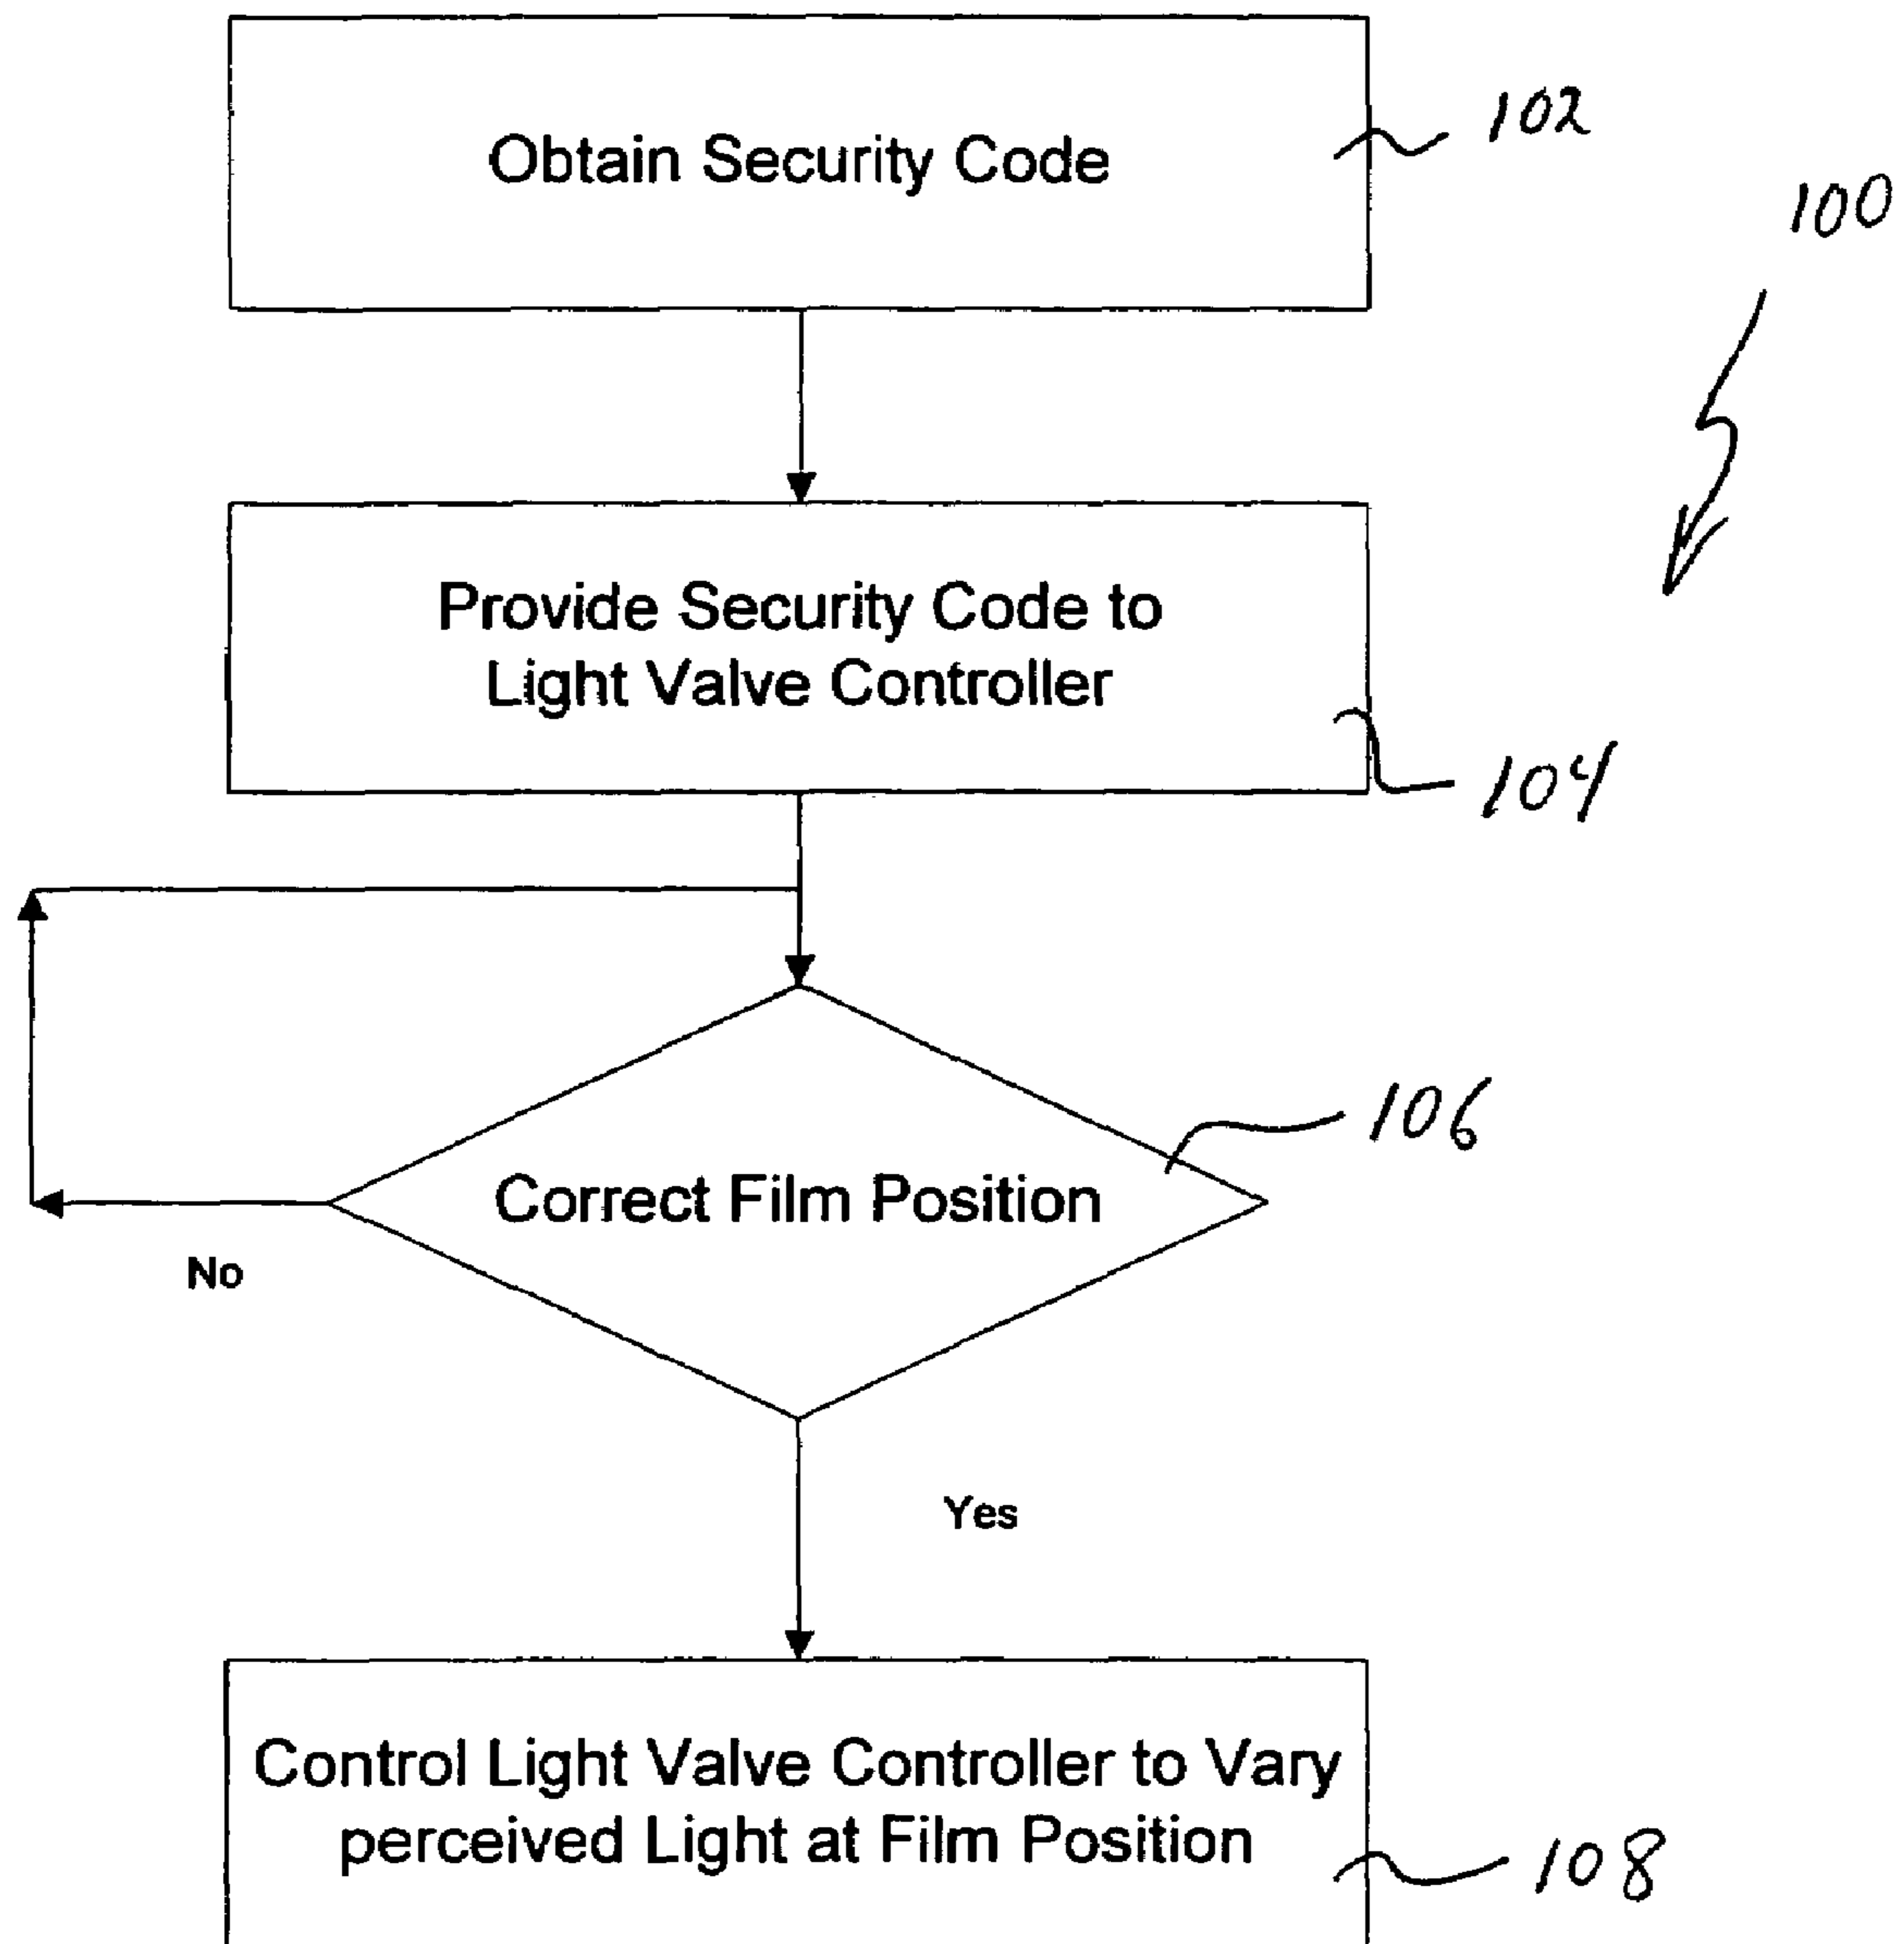 Obtain Security Code
102
100
Provide Security Code to
Light Valve Controller
104
106
Correct Film Position
No
Yes
Control Light Valve Controller to Vary
perceived Light at Film Position
108